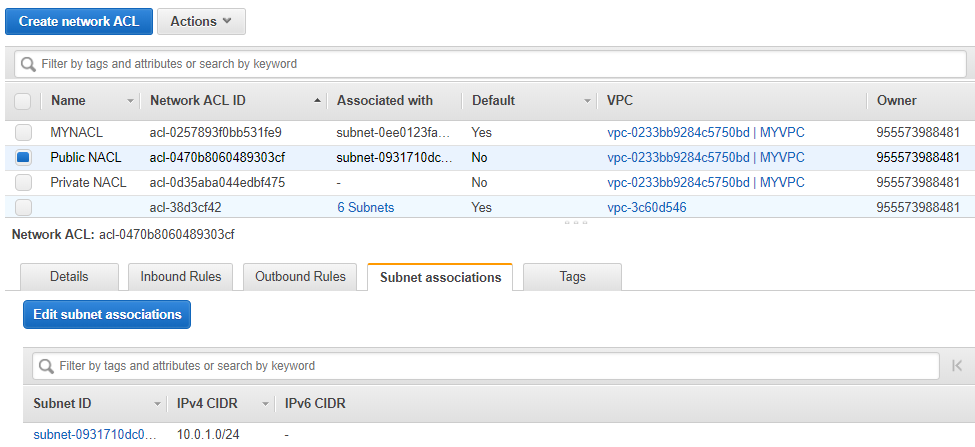 Create network ACL Actions
Filter by tags and attributes or search by keyword
Name Network ACL ID Associated with Default VPC Owner
MYNACL acl-0257893f0bb531fe9 subnet-0ee0123fa... Yes vpc-0233bb9284c5750bd | MYVPC 955573988481
Public NACL acl-0470b8060489303cf subnet-0931710dc... No vpc-0233bb9284c5750bd | MYVPC 955573988481
Private NACL acl-0d35aba044edbf475 - No vpc-0233bb9284c5750bd | MYVPC 955573988481
acl-38d3cf42 6 Subnets Yes vpc-3c60d546 955573988481
Network ACL: acl-0470b8060489303cf
Details Inbound Rules Outbound Rules Subnet associations Tags
Edit subnet associations
Filter by tags and attributes or search by keyword
Subnet ID IPv4 CIDR IPv6 CIDR
subnet-0931710dc0... 10.0.1.0/24 -